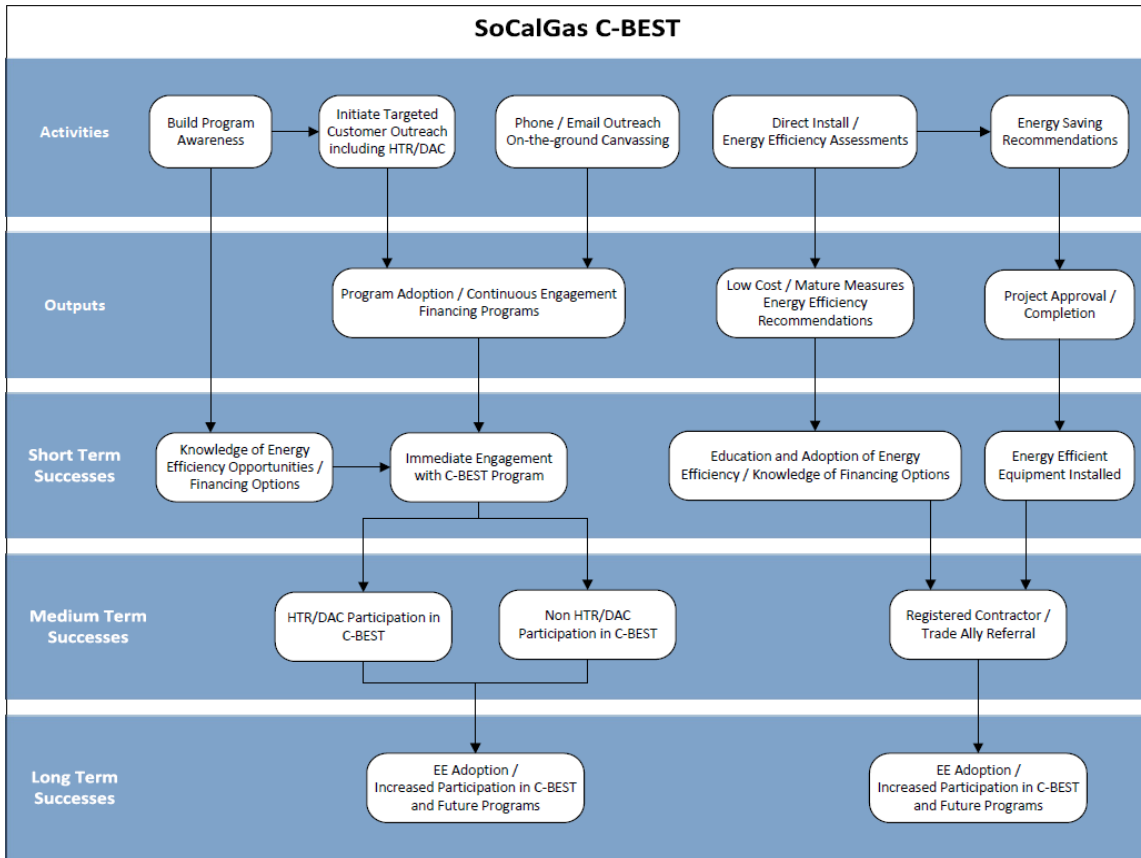 SoCalGas C-BEST
Activities
Build Program
Awareness
Initiate Targeted
Customer Outreach
including HTR/DAC
Phone / Email Outreach
On-the-ground Canvassing
Direct Install /
Energy Efficiency Assessments
Energy Saving
Recommendations
Outputs
Program Adoption / Continuous Engagement
Financing Programs
Low Cost / Mature Measures
Energy Efficiency
Recommendations
Project Approval /
Completion
Short Term
Successes
Knowledge of Energy
Efficiency Opportunities /
Financing Options
Immediate Engagement
with C-BEST Program
Education and Adoption of Energy
Efficiency / Knowledge of Financing Options
Energy Efficient
Equipment Installed
Medium Term
Successes
HTR/DAC Participation in
C-BEST
Non HTR/DAC
Participation in C-BEST
Registered Contractor /
Trade Ally Referral
Long Term
Successes
EE Adoption /
Increased Participation in C-BEST
and Future Programs
EE Adoption /
Increased Participation in C-BEST
and Future Programs